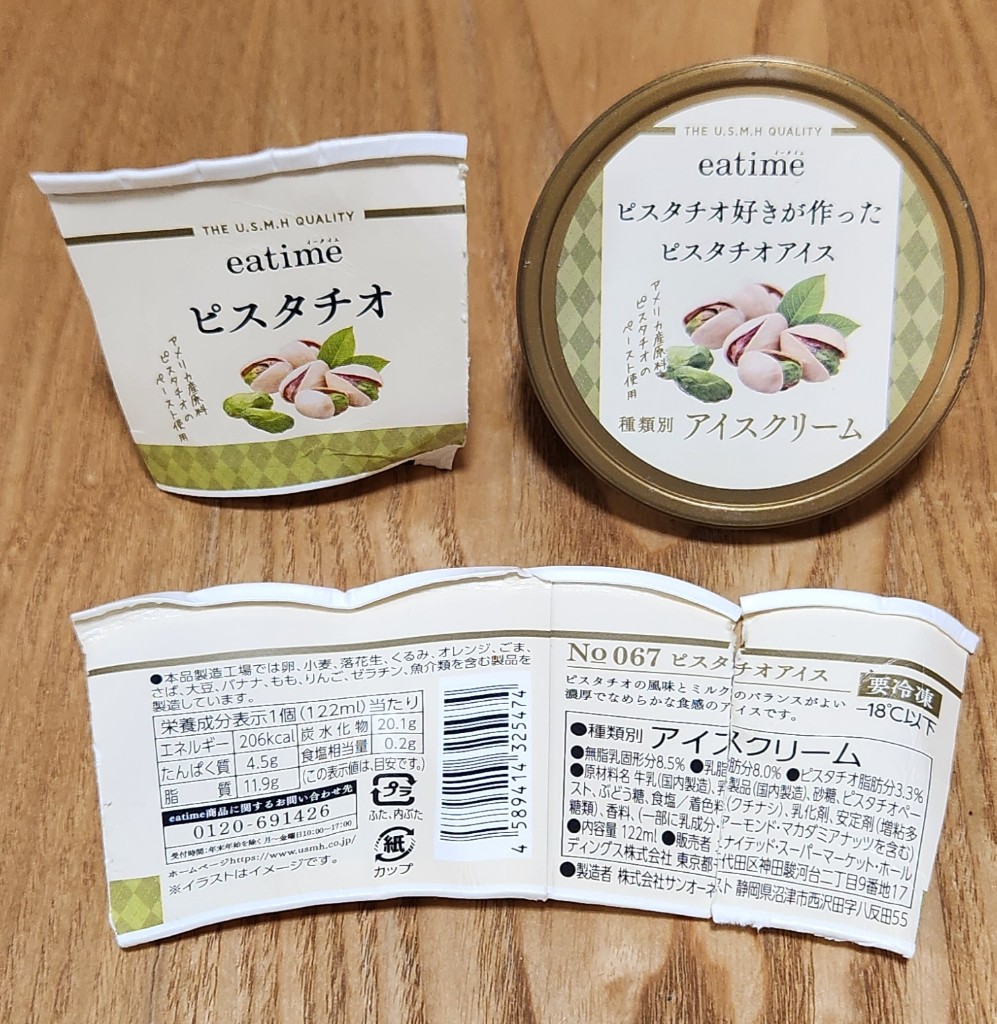 THE U.S.M.H QUALITY
イータイム
eatime
ピスタチオ
アメリカ産原料
ピスタチオの
ペースト使用
THE U.S.M.H QUALITY
イータイム
eatime
ピスタチオ好きが作った
ピスタチオアイス
アメリカ産原料
ピスタチオの
ペースト使用
種類別 アイスクリーム
●本品製造工場では卵、小麦、落花生、くるみ、オレンジ、ごま、
さば、大豆、バナナ、もも、りんご、ゼラチン、魚介類を含む製品を
製造しています。
栄養成分表示1個(122ml)当たり
エネルギー 206kcal 炭水化物 20.1g
たんぱく質 4.5g 食塩相当量 0.2g
脂質 11.9g (この表示値は、目安です。)
eatime商品に関するお問い合わせ先
0120-691426
受付時間:年末年始を除く月~金曜日10:00~17:00
ホームページhttps://www.usmh.co.jp/
※イラストはイメージです。
プラ
ふた、内ぶた
紙
カップ
4 589414 325474
No 067 ピスタチオアイス
ピスタチオの風味とミルクのバランスがよい
濃厚でなめらかな食感のアイスです。
要冷凍
-18℃以下
●種類別 アイスクリーム
●無脂乳固形分8.5% ●乳脂肪分8.0% ●ピスタチオ脂肪分3.3%
●原材料名 牛乳(国内製造)、乳製品(国内製造)、砂糖、ピスタチオペー
スト、ぶどう糖、食塩/着色料(クチナシ)、乳化剤、安定剤(増粘多
糖類)、香料、(一部に乳成分・アーモンド・マカダミアナッツを含む)
●内容量 122ml ●販売者 ユナイテッド・スーパーマーケット・ホール
ディングス株式会社 東京都千代田区神田駿河台二丁目9番地17
●製造者 株式会社サンオーネスト 静岡県沼津市西沢田字八反田55